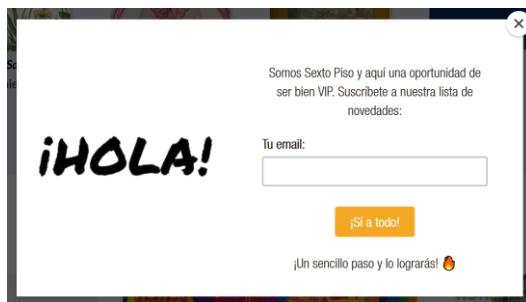 ¡HOLA!
Somos Sexto Piso y aquí una oportunidad de
ser bien VIP. Suscríbete a nuestra lista de
novedades:
Tu email:
¡Sí a todo!
¡Un sencillo paso y lo lograrás! 🔥